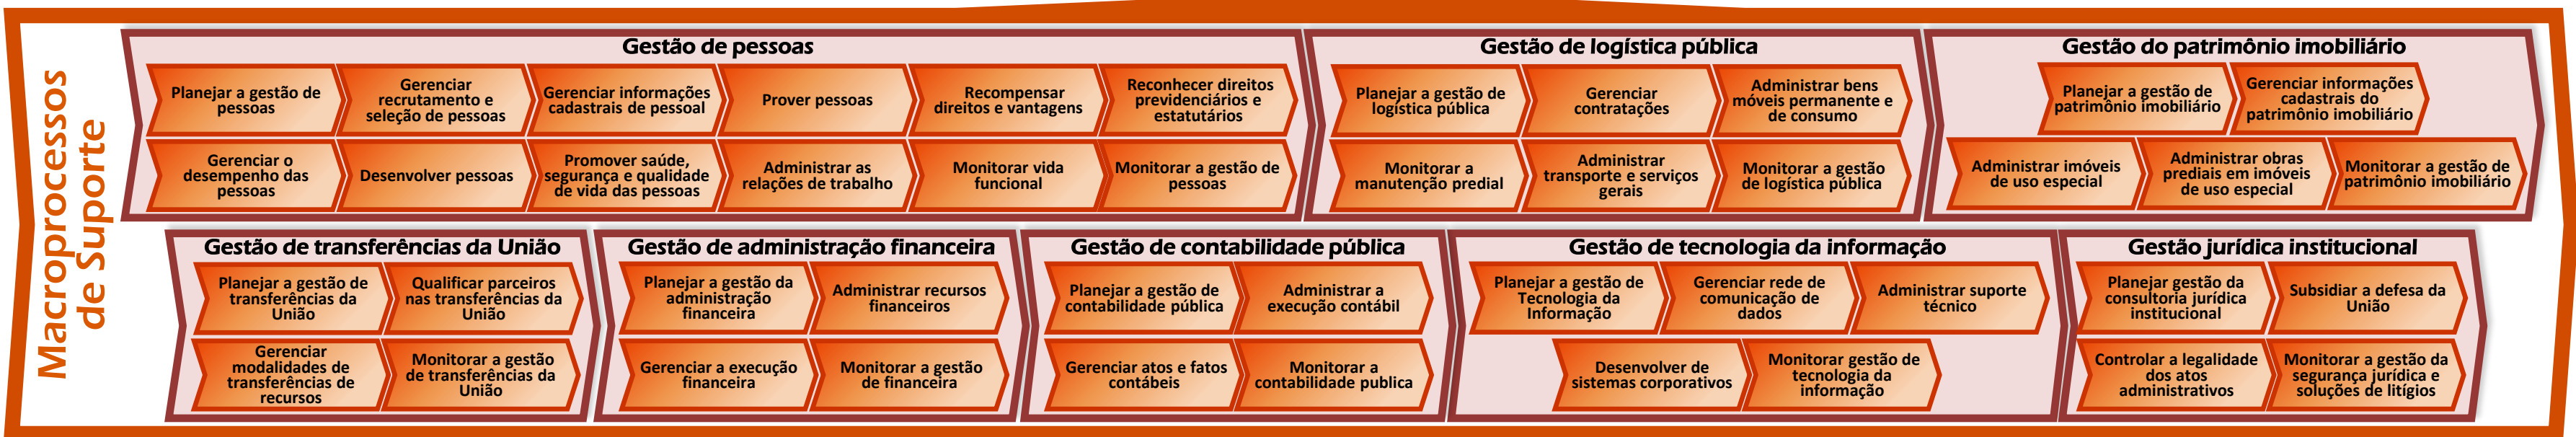 Macroprocessos
de Suporte
Gestão de pessoas
Planejar a gestão de
pessoas
Gerenciar
recrutamento e
seleção de pessoas
Gerenciar informações
cadastrais de pessoal
Prover pessoas
Recompensar
direitos e vantagens
Reconhecer direitos
previdenciários e
estatutários
Gerenciar o
desempenho das
pessoas
Desenvolver pessoas
Promover saúde,
segurança e qualidade
de vida das pessoas
Administrar as
relações de trabalho
Monitorar vida
funcional
Monitorar a gestão de
pessoas
Gestão de logística pública
Planejar a gestão de
logística pública
Gerenciar
contratações
Administrar bens
móveis permanente e
de consumo
Monitorar a
manutenção predial
Administrar
transporte e serviços
gerais
Monitorar a gestão
de logística pública
Gestão do patrimônio imobiliário
Planejar a gestão de
patrimônio imobiliário
Gerenciar informações
cadastrais do
patrimônio imobiliário
Administrar imóveis
de uso especial
Administrar obras
prediais em imóveis
de uso especial
Monitorar a gestão de
patrimônio imobiliário
Gestão de transferências da União
Planejar a gestão de
transferências da
União
Qualificar parceiros
nas transferências da
União
Gerenciar
modalidades de
transferências de
recursos
Monitorar a gestão
de transferências da
União
Gestão de administração financeira
Planejar a gestão da
administração
financeira
Administrar recursos
financeiros
Gerenciar a execução
financeira
Monitorar a gestão
de financeira
Gestão de contabilidade pública
Planejar a gestão de
contabilidade pública
Administrar a
execução contábil
Gerenciar atos e fatos
contábeis
Monitorar a
contabilidade publica
Gestão de tecnologia da informação
Planejar a gestão de
Tecnologia da
Informação
Gerenciar rede de
comunicação de
dados
Administrar suporte
técnico
Desenvolver de
sistemas corporativos
Monitorar gestão de
tecnologia da
informação
Gestão jurídica institucional
Planejar gestão da
consultoria jurídica
institucional
Subsidiar a defesa da
União
Controlar a legalidade
dos atos
administrativos
Monitorar a gestão da
segurança jurídica e
soluções de litígios